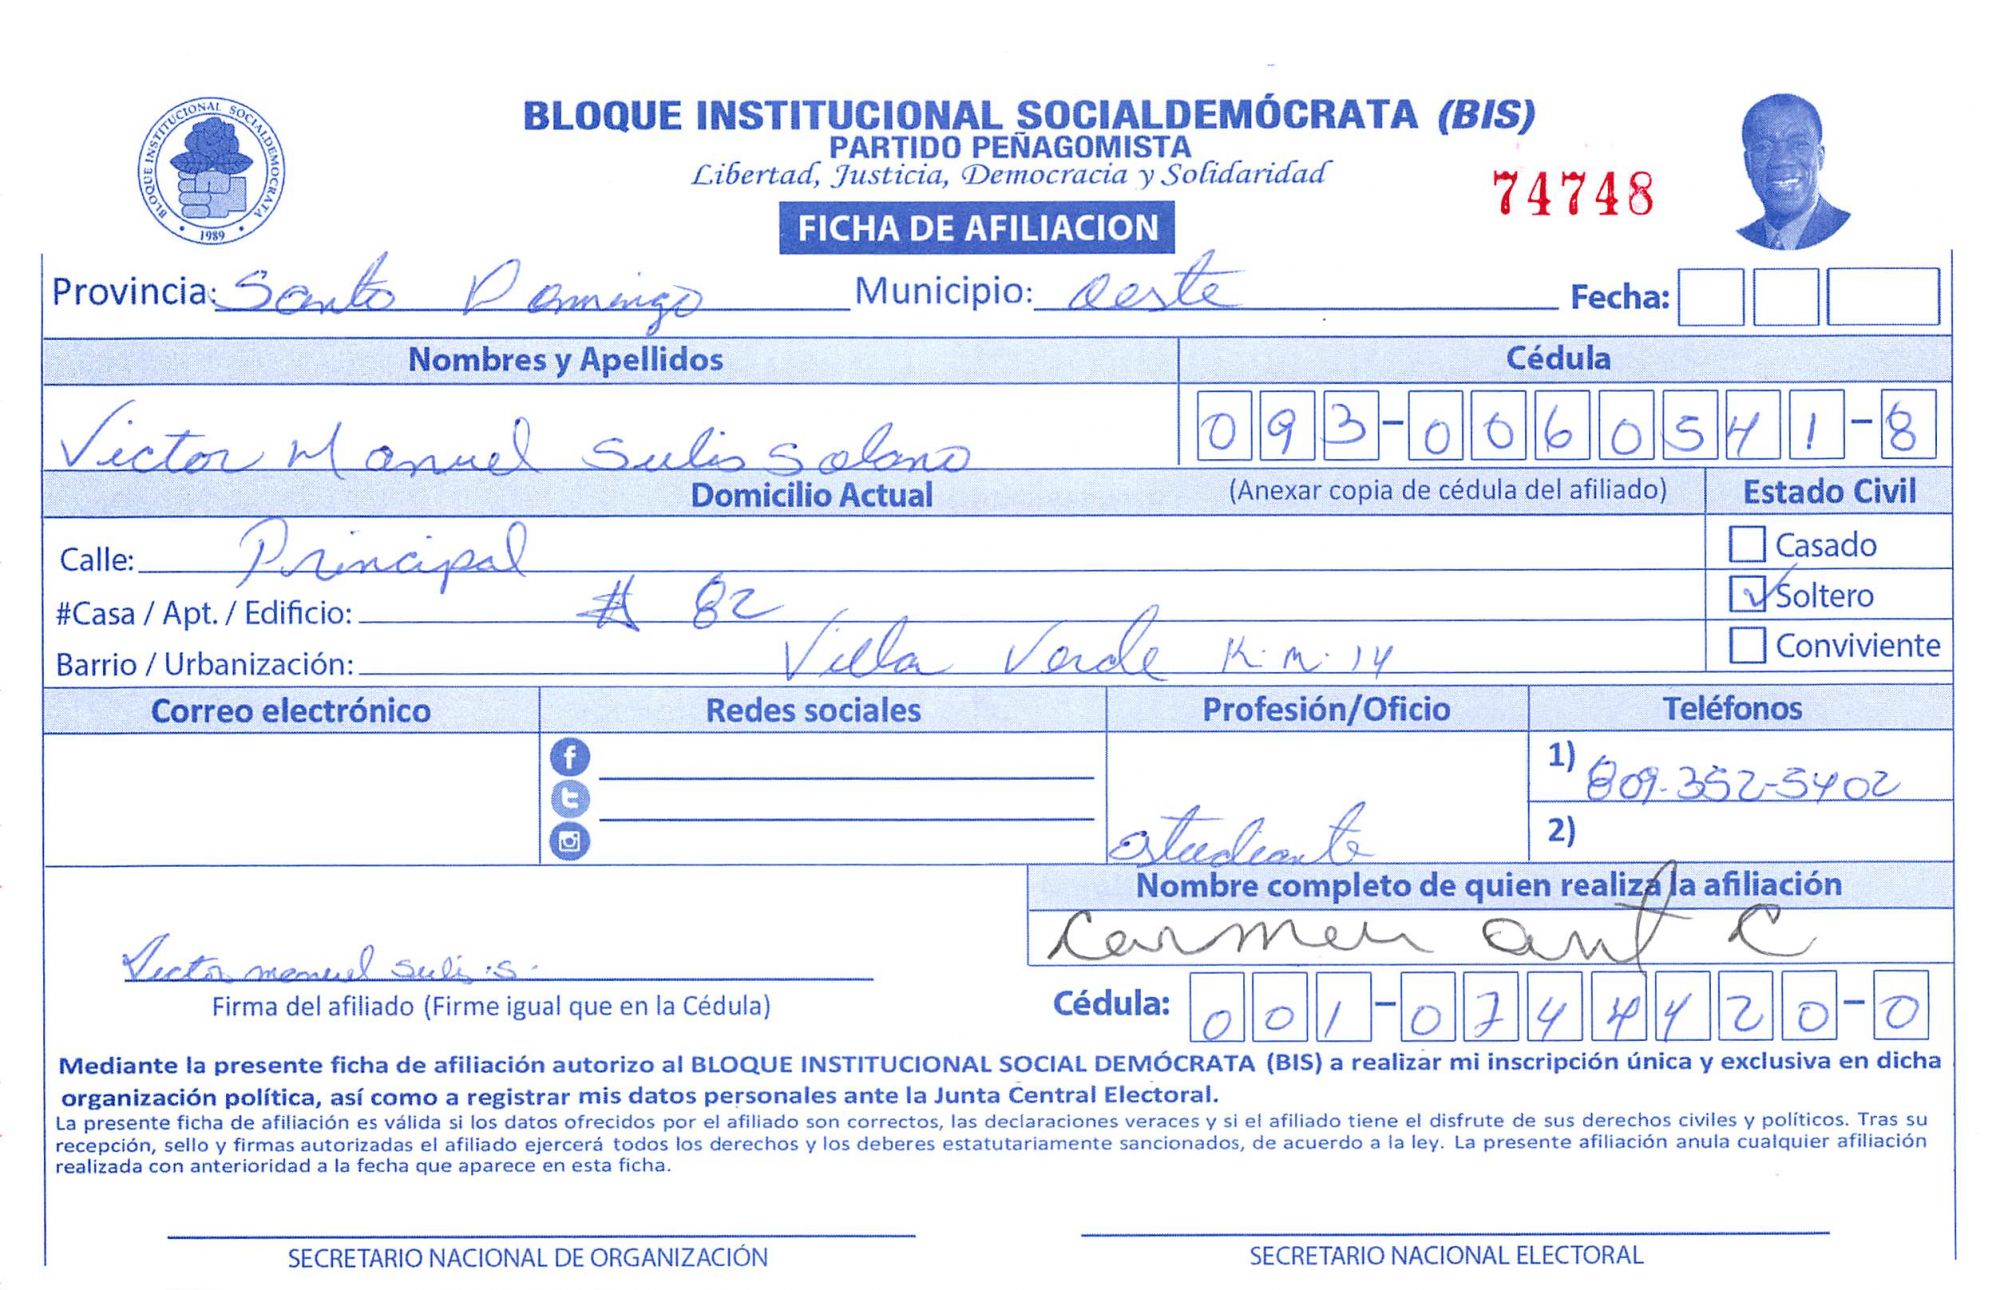 BLOQUE INSTITUCIONAL SOCIALDEMOCRATA
1989
BLOQUE INSTITUCIONAL SOCIALDEMÓCRATA (BIS)
PARTIDO PEÑAGOMISTA
Libertad, Justicia, Democracia y Solidaridad
74748
FICHA DE AFILIACION
Provincia: Santo Domingo Municipio: Oeste Fecha:
Nombres y Apellidos Cédula
Victor Manuel Sulis Solano 093-0060541-8
Domicilio Actual (Anexar copia de cédula del afiliado) Estado Civil
Calle: Principal Casado
#Casa / Apt. / Edificio: # 82 Soltero
Barrio / Urbanización: Villa Verde K.m. 14 Conviviente
Correo electrónico Redes sociales Profesión/Oficio Teléfonos
1) 809-352-5402
estudiante 2)
Nombre completo de quien realiza la afiliación
Carmen ant C
Victor manuel Sulis S.
Firma del afiliado (Firme igual que en la Cédula) Cédula: 001-0744420-0
Mediante la presente ficha de afiliación autorizo al BLOQUE INSTITUCIONAL SOCIAL DEMÓCRATA (BIS) a realizar mi inscripción única y exclusiva en dicha
organización política, así como a registrar mis datos personales ante la Junta Central Electoral.
La presente ficha de afiliación es válida si los datos ofrecidos por el afiliado son correctos, las declaraciones veraces y si el afiliado tiene el disfrute de sus derechos civiles y políticos. Tras su
recepción, sello y firmas autorizadas el afiliado ejercerá todos los derechos y los deberes estatutariamente sancionados, de acuerdo a la ley. La presente afiliación anula cualquier afiliación
realizada con anterioridad a la fecha que aparece en esta ficha.
SECRETARIO NACIONAL DE ORGANIZACIÓN SECRETARIO NACIONAL ELECTORAL